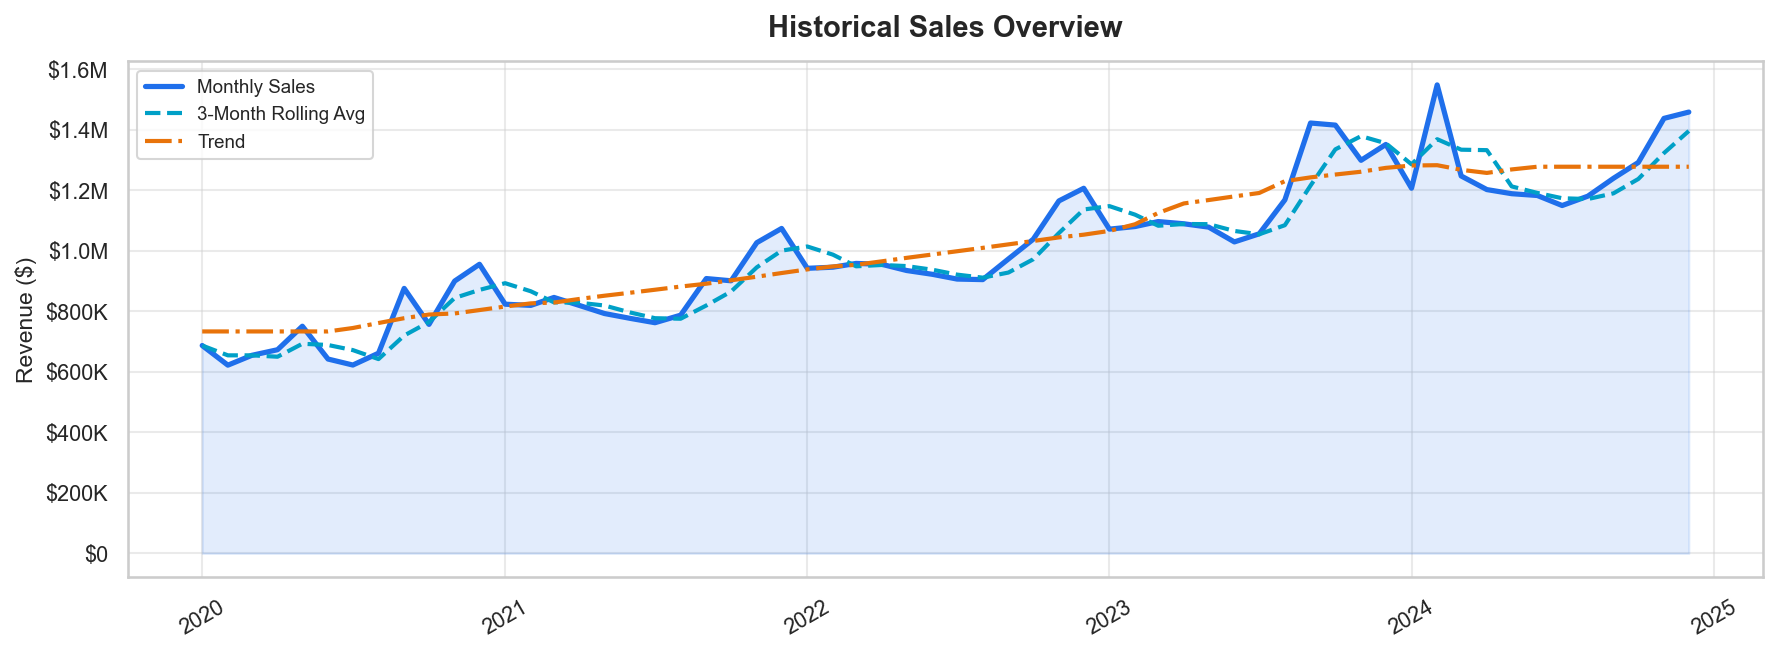 Historical Sales Overview
Monthly Sales
3-Month Rolling Avg
Trend
Revenue ($)
$1.6M
$1.4M
$1.2M
$1.0M
$800K
$600K
$400K
$200K
$0
2020
2021
2022
2023
2024
2025